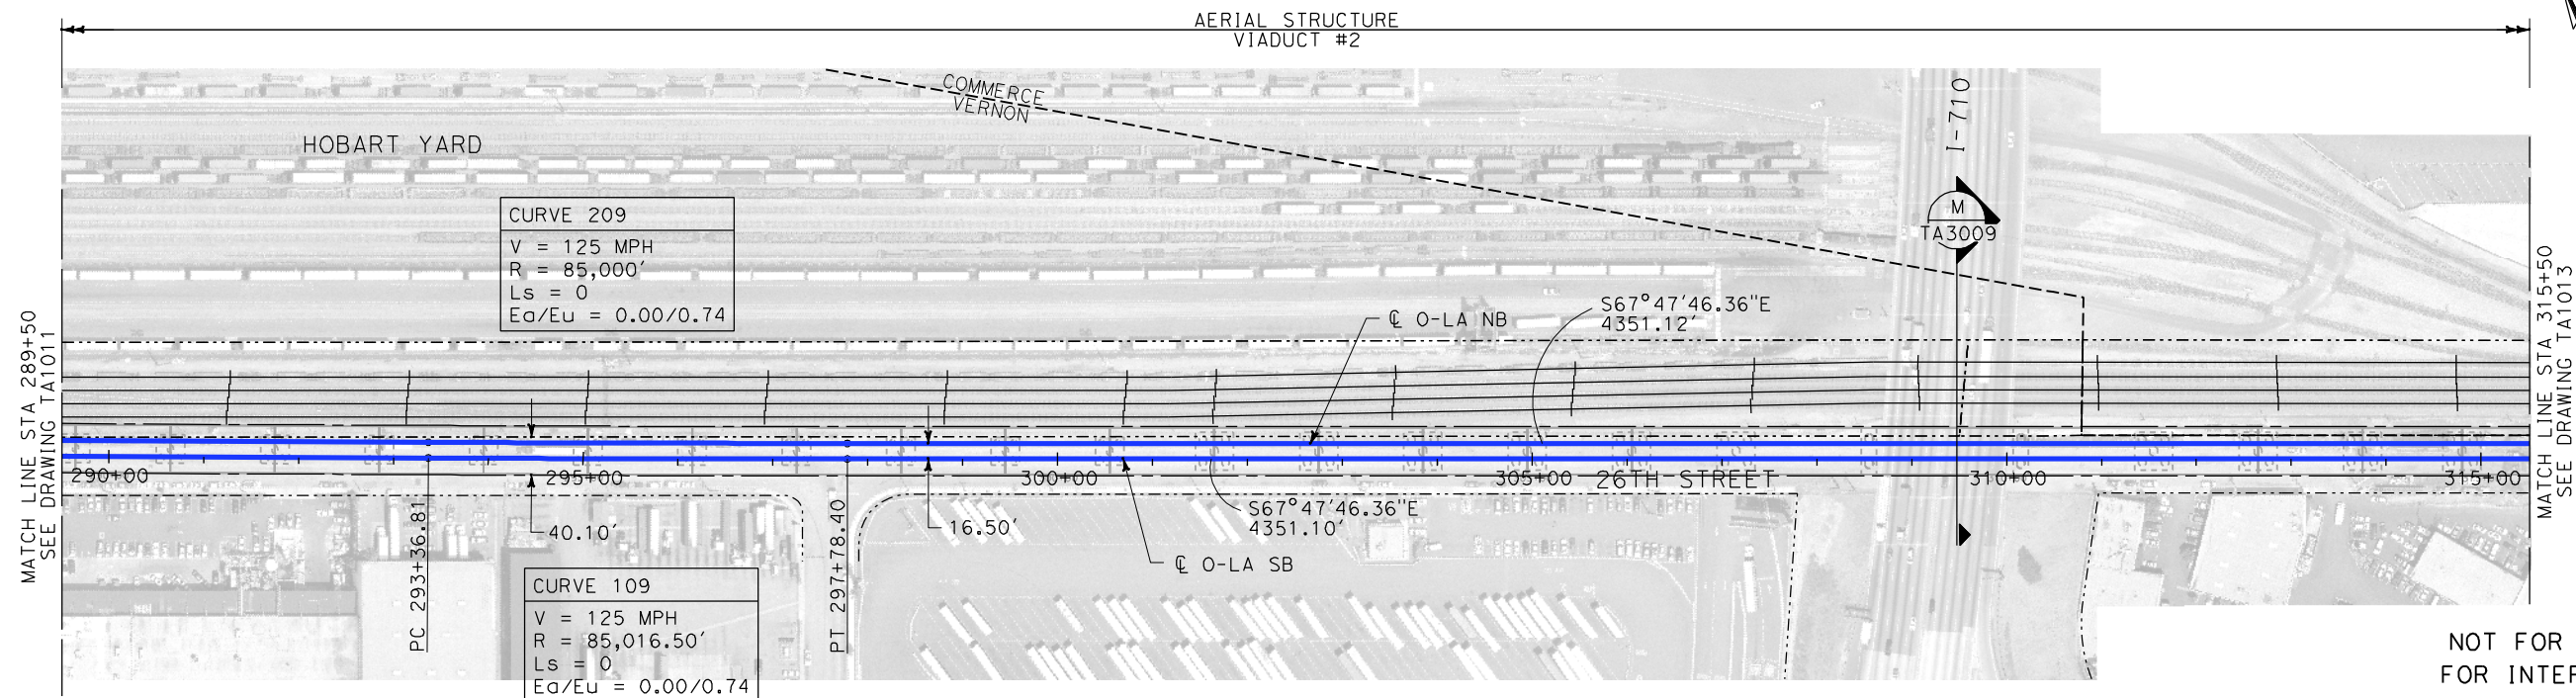 AERIAL STRUCTURE
VIADUCT #2
COMMERCE
VERNON
I-710
HOBART YARD
M
TA3009
CURVE 209
V = 125 MPH
R = 85,000'
Ls = 0
Ea/Eu = 0.00/0.74
S67°47'46.36"E
4351.12'
℄ O-LA NB
MATCH LINE STA 289+50
SEE DRAWING TA1011
MATCH LINE STA 315+50
SEE DRAWING TA1013
290+00
295+00
300+00
305+00
26TH STREET
310+00
315+00
PC 293+36.81
40.10'
PT 297+78.40
16.50'
S67°47'46.36"E
4351.10'
℄ O-LA SB
CURVE 109
V = 125 MPH
R = 85,016.50'
Ls = 0
Ea/Eu = 0.00/0.74
NOT FOR
FOR INTER